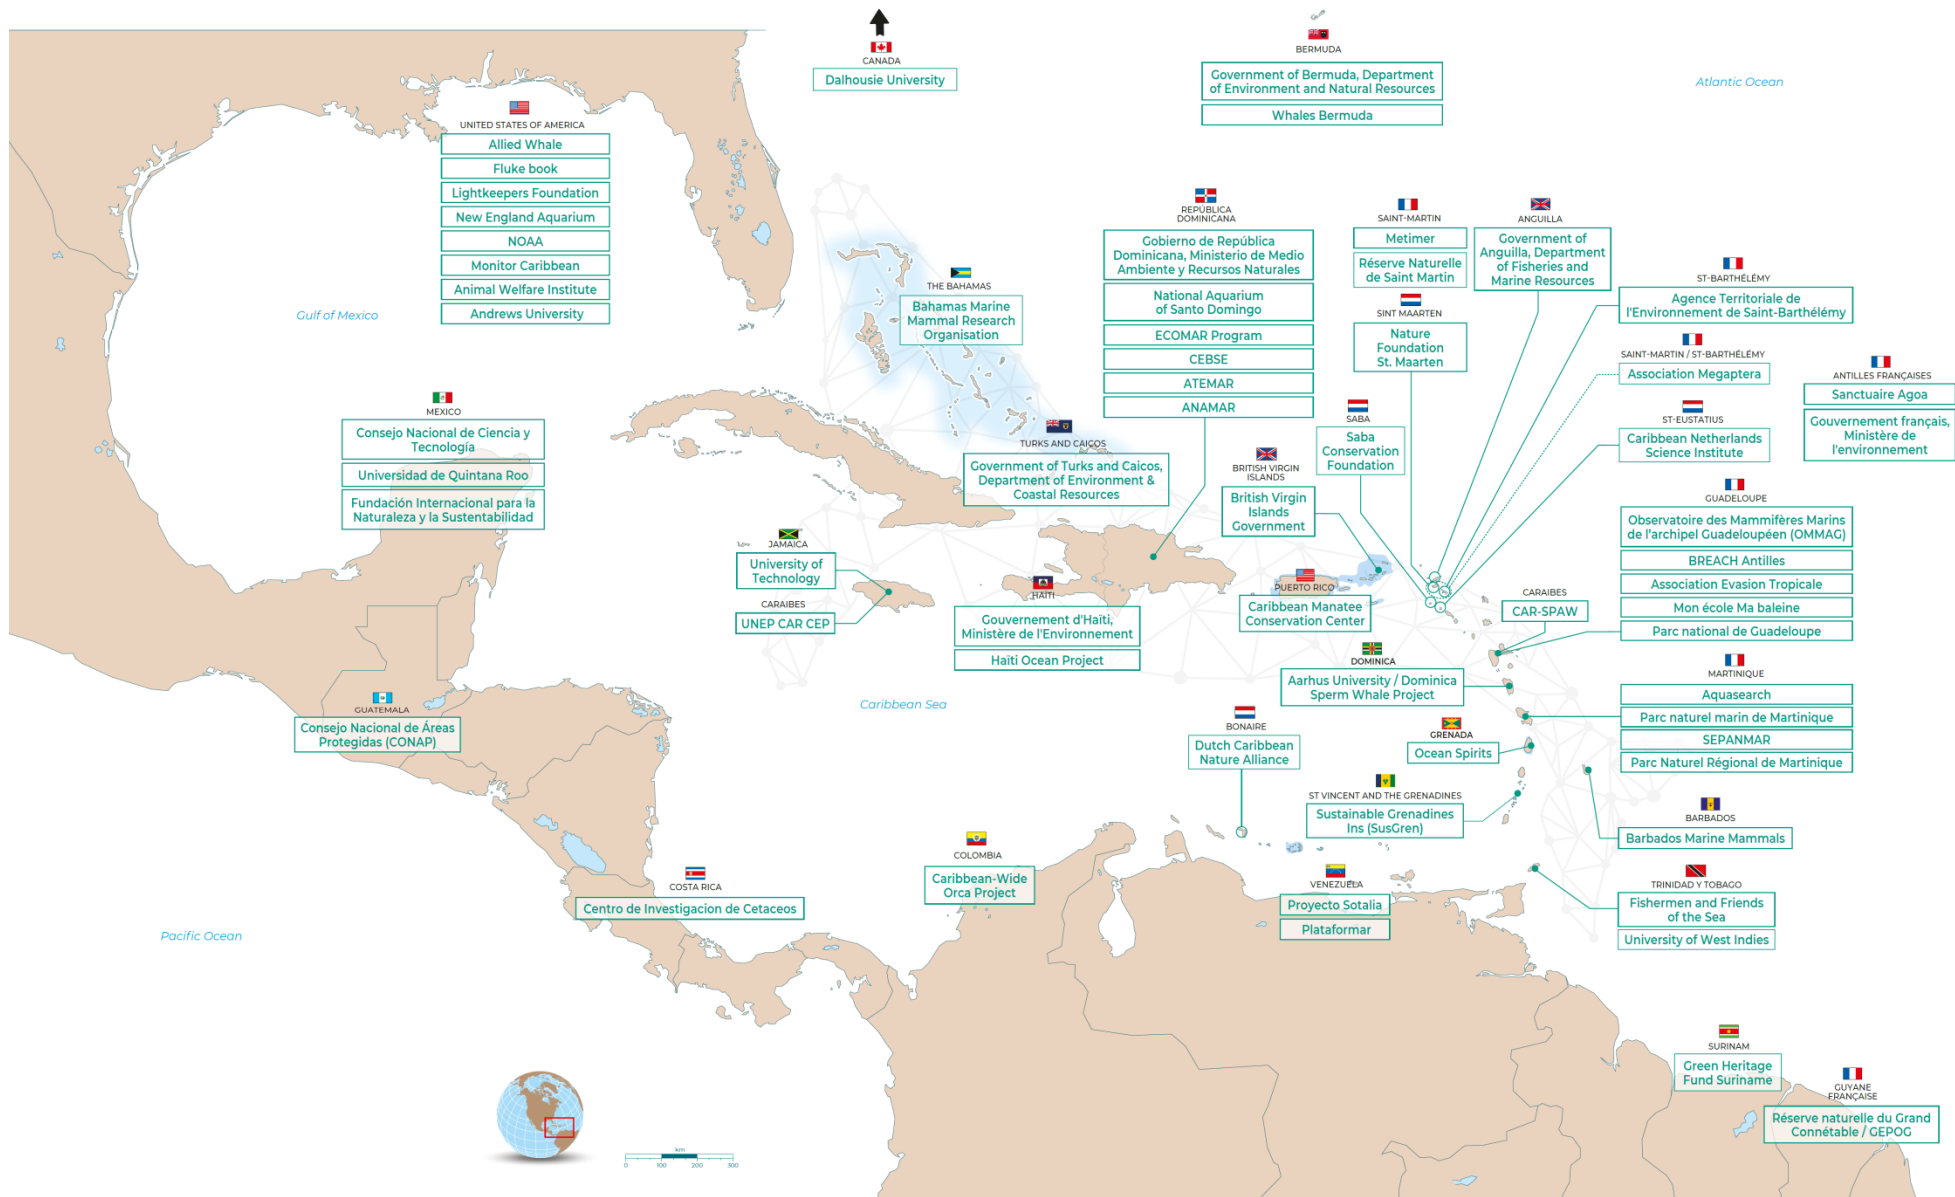 CANADA
Dalhousie University
BERMUDA
Government of Bermuda, Department
of Environment and Natural Resources
Whales Bermuda
Atlantic Ocean
UNITED STATES OF AMERICA
Allied Whale
Fluke book
Lightkeepers Foundation
New England Aquarium
NOAA
Monitor Caribbean
Animal Welfare Institute
Andrews University
Gulf of Mexico
THE BAHAMAS
Bahamas Marine
Mammal Research
Organisation
REPÚBLICA
DOMINICANA
Gobierno de República
Dominicana, Ministerio de Medio
Ambiente y Recursos Naturales
National Aquarium
of Santo Domingo
ECOMAR Program
CEBSE
ATEMAR
ANAMAR
SAINT-MARTIN
Metimer
Réserve Naturelle
de Saint Martin
SINT MAARTEN
Nature
Foundation
St. Maarten
ANGUILLA
Government of
Anguilla, Department
of Fisheries and
Marine Resources
ST-BARTHÉLÉMY
Agence Territoriale de
l'Environnement de Saint-Barthélémy
SAINT-MARTIN / ST-BARTHÉLÉMY
Association Megaptera
ANTILLES FRANÇAISES
Sanctuaire Agoa
Gouvernement français,
Ministère de
l'environnement
ST-EUSTATIUS
Caribbean Netherlands
Science Institute
MEXICO
Consejo Nacional de Ciencia y
Tecnología
Universidad de Quintana Roo
Fundación Internacional para la
Naturaleza y la Sustentabilidad
TURKS AND CAICOS
Government of Turks and Caicos,
Department of Environment &
Coastal Resources
SABA
Saba
Conservation
Foundation
BRITISH VIRGIN
ISLANDS
British Virgin
Islands
Government
GUADELOUPE
Observatoire des Mammifères Marins
de l'archipel Guadeloupéen (OMMAG)
BREACH Antilles
Association Evasion Tropicale
Mon école Ma baleine
Parc national de Guadeloupe
JAMAICA
University of
Technology
CARAIBES
UNEP CAR CEP
HAÏTI
Gouvernement d'Haïti,
Ministère de l'Environnement
Haïti Ocean Project
PUERTO RICO
Caribbean Manatee
Conservation Center
CARAIBES
CAR-SPAW
DOMINICA
Aarhus University / Dominica
Sperm Whale Project
MARTINIQUE
Aquasearch
Parc naturel marin de Martinique
SEPANMAR
Parc Naturel Régional de Martinique
GUATEMALA
Consejo Nacional de Áreas
Protegidas (CONAP)
Caribbean Sea
BONAIRE
Dutch Caribbean
Nature Alliance
GRENADA
Ocean Spirits
ST VINCENT AND THE GRENADINES
Sustainable Grenadines
Ins (SusGren)
BARBADOS
Barbados Marine Mammals
COLOMBIA
Caribbean-Wide
Orca Project
COSTA RICA
Centro de Investigacion de Cetaceos
VENEZUELA
Proyecto Sotalia
Plataformar
TRINIDAD Y TOBAGO
Fishermen and Friends
of the Sea
University of West Indies
Pacific Ocean
SURINAM
Green Heritage
Fund Suriname
GUYANE
FRANÇAISE
Réserve naturelle du Grand
Connétable / GEPOG
km
0 100 200 300